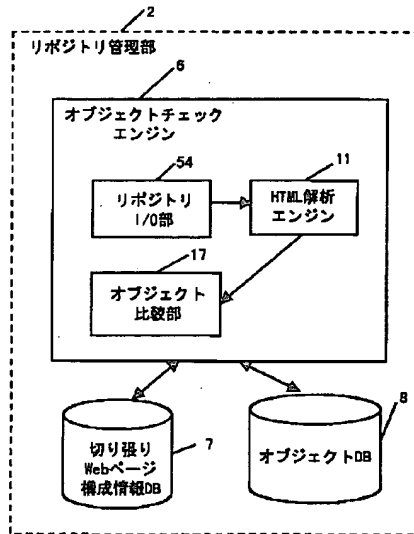 2
リポジトリ管理部
6
オブジェクトチェック
エンジン
54
11
リポジトリ
I/O部
HTML解析
エンジン
17
オブジェクト
比較部
8
切り張り
Webページ
構成情報DB
7
オブジェクトDB